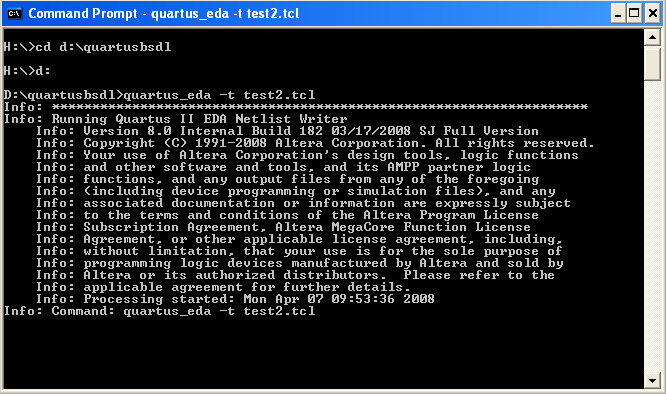 Command Prompt - quartus_eda -t test2.tcl
H:\>cd d:\quartusbsdl
H:\>d:
D:\quartusbsdl>quartus_eda -t test2.tcl
Info: *******************************************************************
Info: Running Quartus II EDA Netlist Writer
    Info: Version 8.0 Internal Build 182 03/17/2008 SJ Full Version
    Info: Copyright (C) 1991-2008 Altera Corporation. All rights reserved.
    Info: Your use of Altera Corporation's design tools, logic functions
    Info: and other software and tools, and its AMPP partner logic
    Info: functions, and any output files from any of the foregoing
    Info: (including device programming or simulation files), and any
    Info: associated documentation or information are expressly subject
    Info: to the terms and conditions of the Altera Program License
    Info: Subscription Agreement, Altera MegaCore Function License
    Info: Agreement, or other applicable license agreement, including,
    Info: without limitation, that your use is for the sole purpose of
    Info: programming logic devices manufactured by Altera and sold by
    Info: Altera or its authorized distributors.  Please refer to the
    Info: applicable agreement for further details.
    Info: Processing started: Mon Apr 07 09:53:36 2008
Info: Command: quartus_eda -t test2.tcl